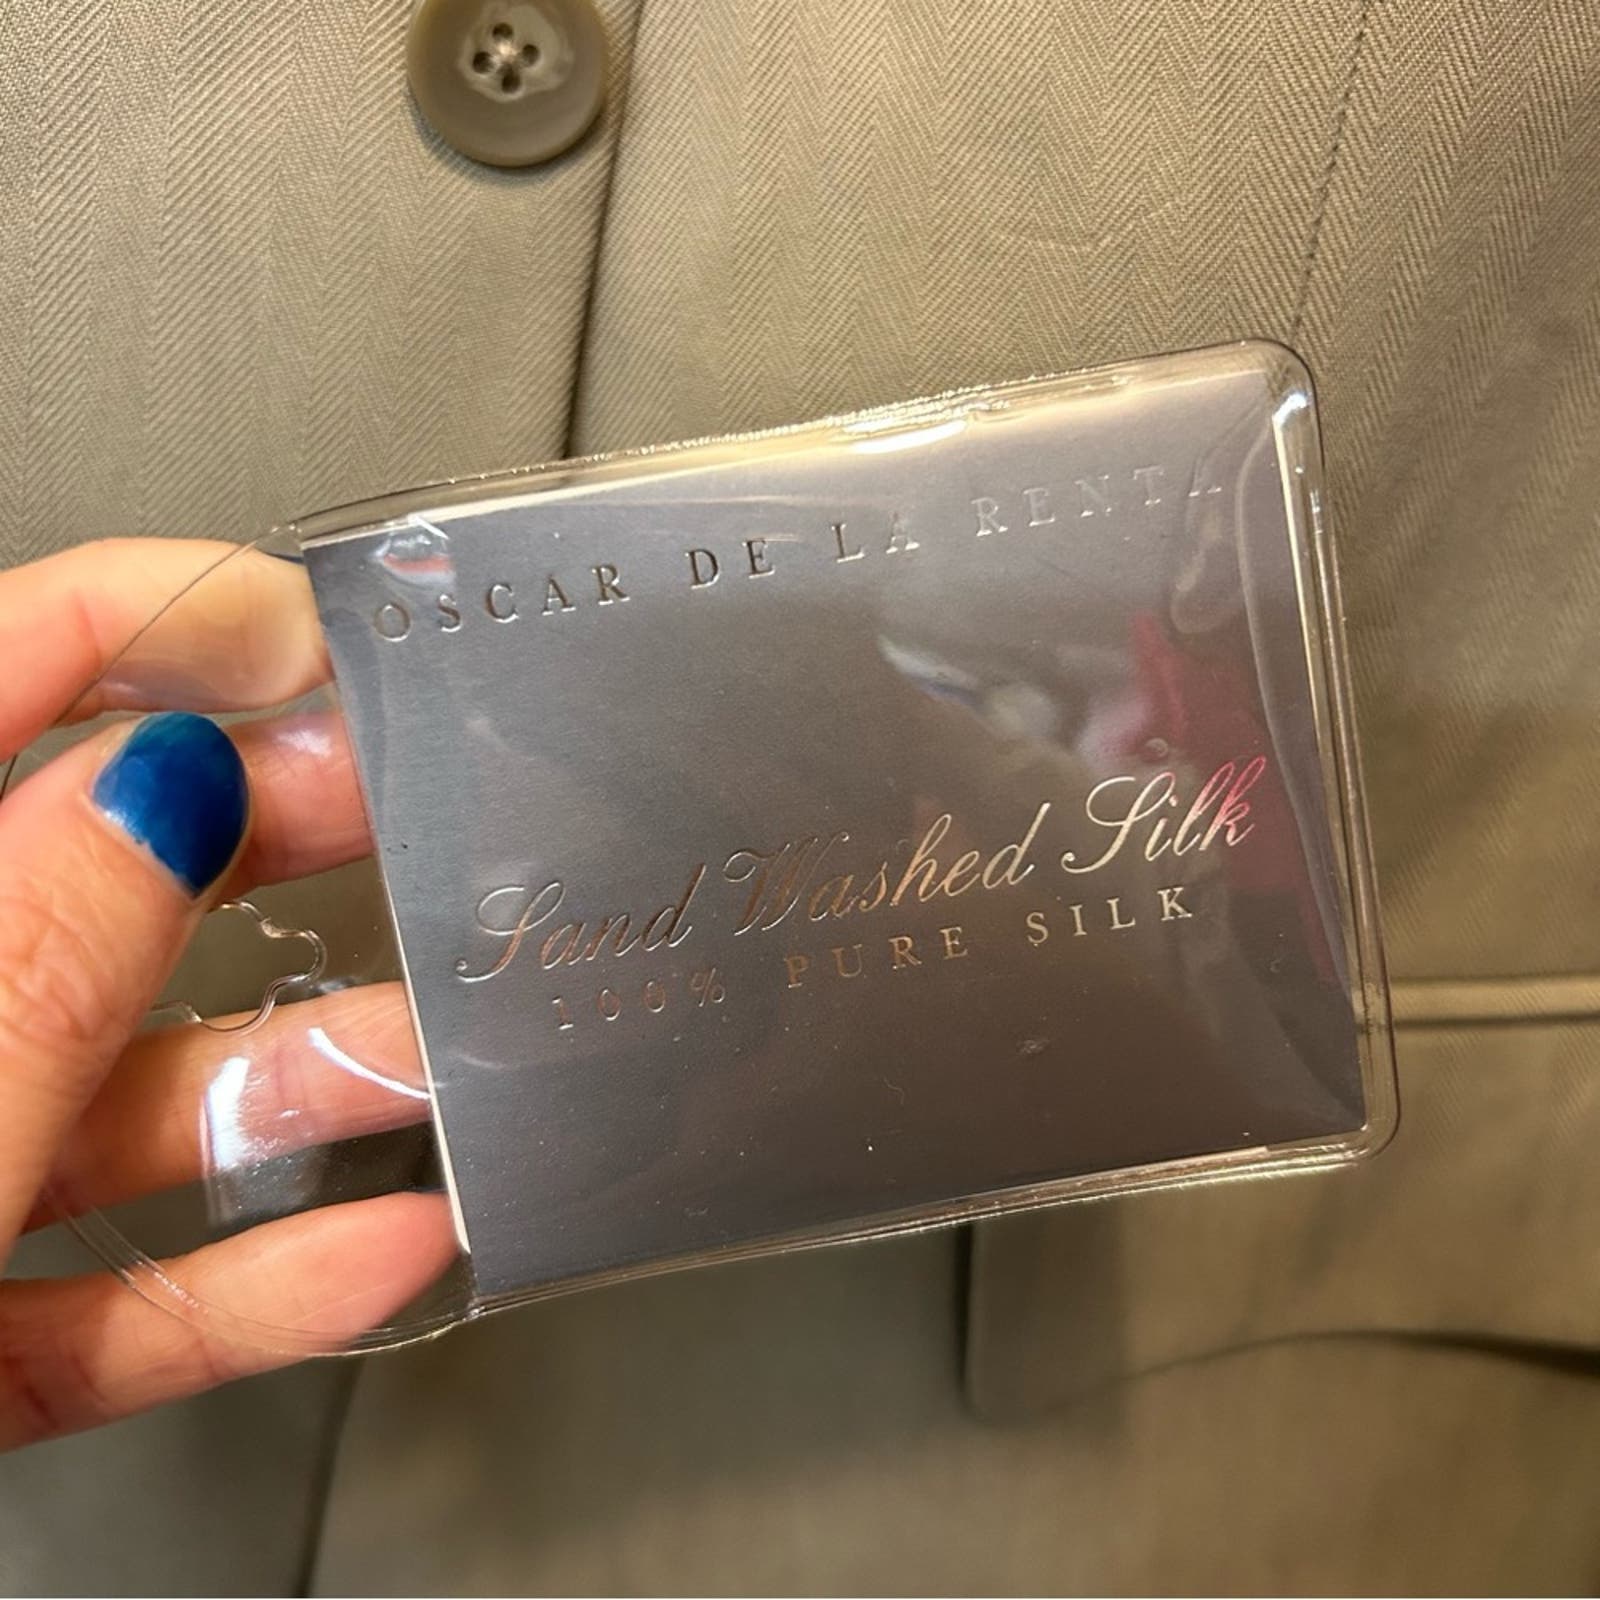 OSCAR DE LA RENTA
Sand Washed Silk
100% PURE SILK